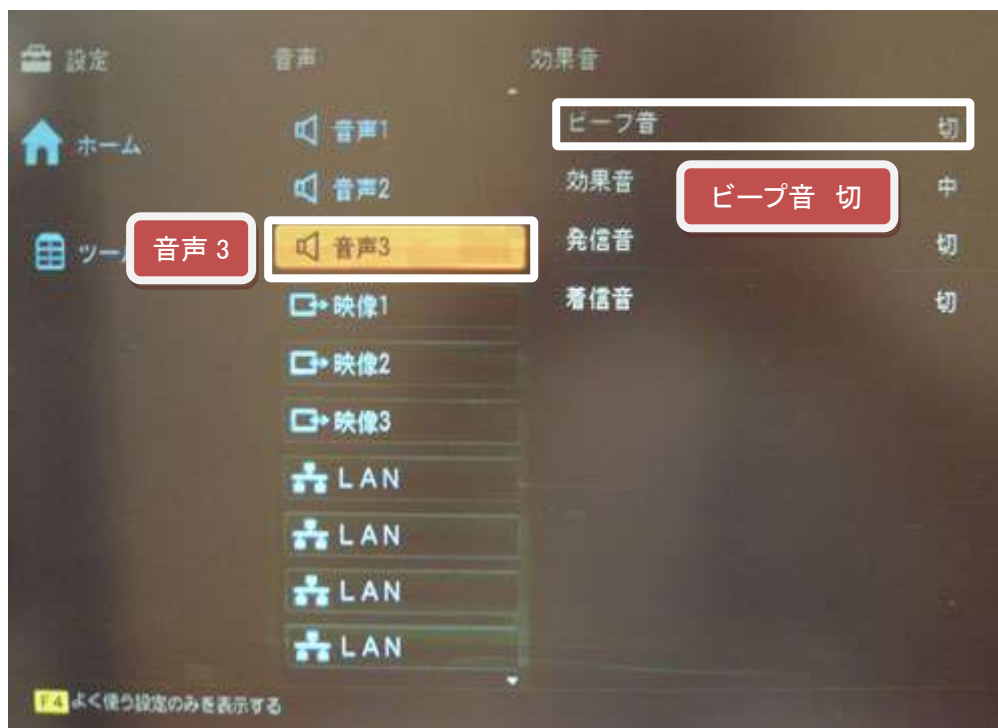 設定
音声
効果音
ホーム
ツー
音声1
音声2
音声3
映像1
映像2
映像3
LAN
LAN
LAN
LAN
ビープ音 切
効果音 中
発信音 切
着信音 切
音声 3
ビープ音 切
F4 よく使う設定のみを表示する